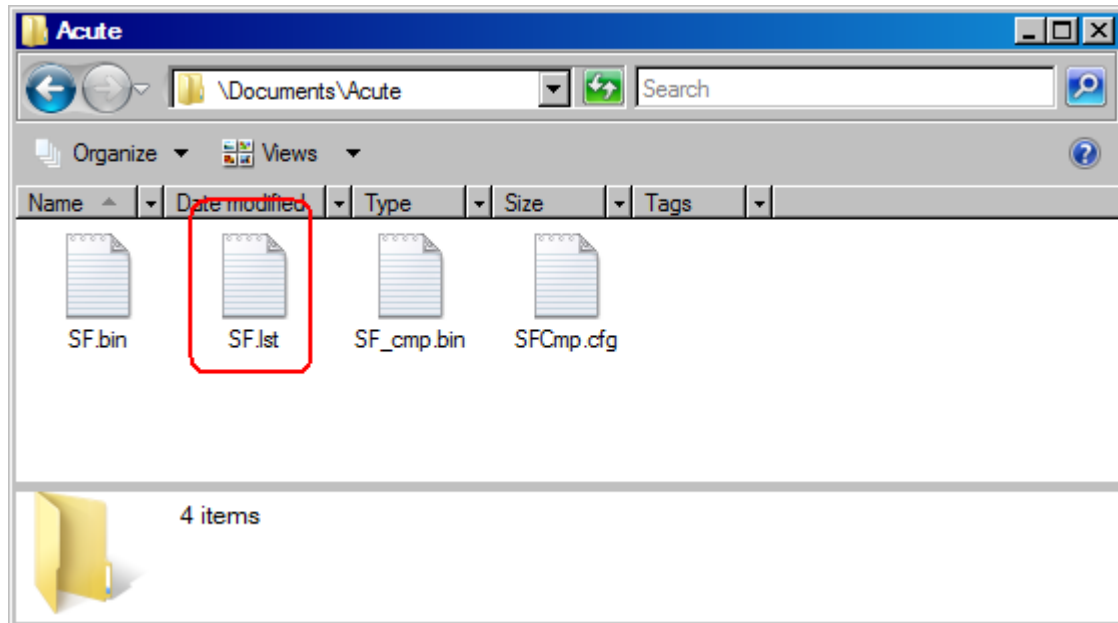 Acute
\Documents\Acute Search
Organize Views
Name Date modified Type Size Tags
SF.bin SF.lst SF_cmp.bin SFCmp.cfg
4 items